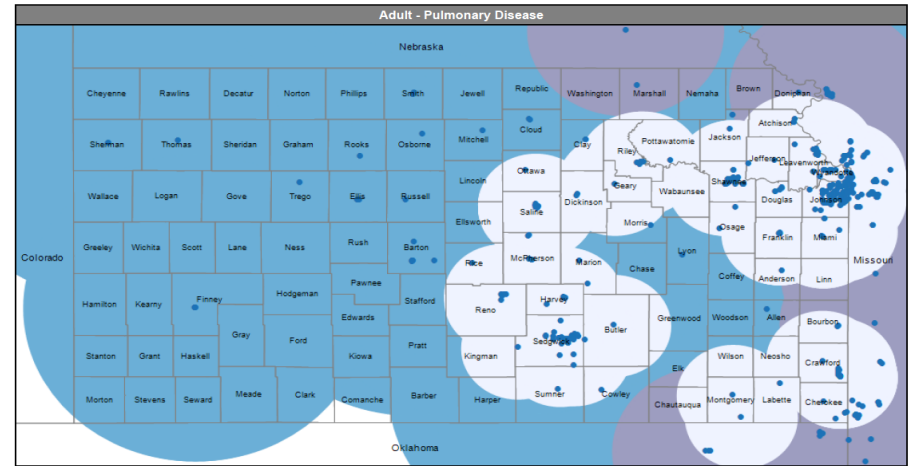 Adult - Pulmonary Disease
Nebraska
Cheyenne Rawlins Decatur Norton Phillips Smith Jewell Republic Washington Marshall Nemaha Brown Doniphan
Sherman Thomas Sheridan Graham Rooks Osborne Mitchell Cloud Clay Riley Pottawatomie Jackson Atchison
Jefferson Leavenworth Wyandotte
Wallace Logan Gove Trego Ellis Russell Lincoln Ottawa Saline Dickinson Geary Wabaunsee Shawnee Douglas Johnson
Ellsworth Morris Osage Franklin Miami
Colorado Greeley Wichita Scott Lane Ness Rush Barton Rice McPherson Marion Chase Lyon Coffey Anderson Linn Missouri
Hamilton Kearny Finney Hodgeman Pawnee Stafford Reno Harvey Butler Greenwood Woodson Allen Bourbon
Gray Ford Edwards Pratt Sedgwick
Stanton Grant Haskell Kiowa Kingman Elk Wilson Neosho Crawford
Morton Stevens Seward Meade Clark Comanche Barber Harper Sumner Cowley Chautauqua Montgomery Labette Cherokee
Oklahoma